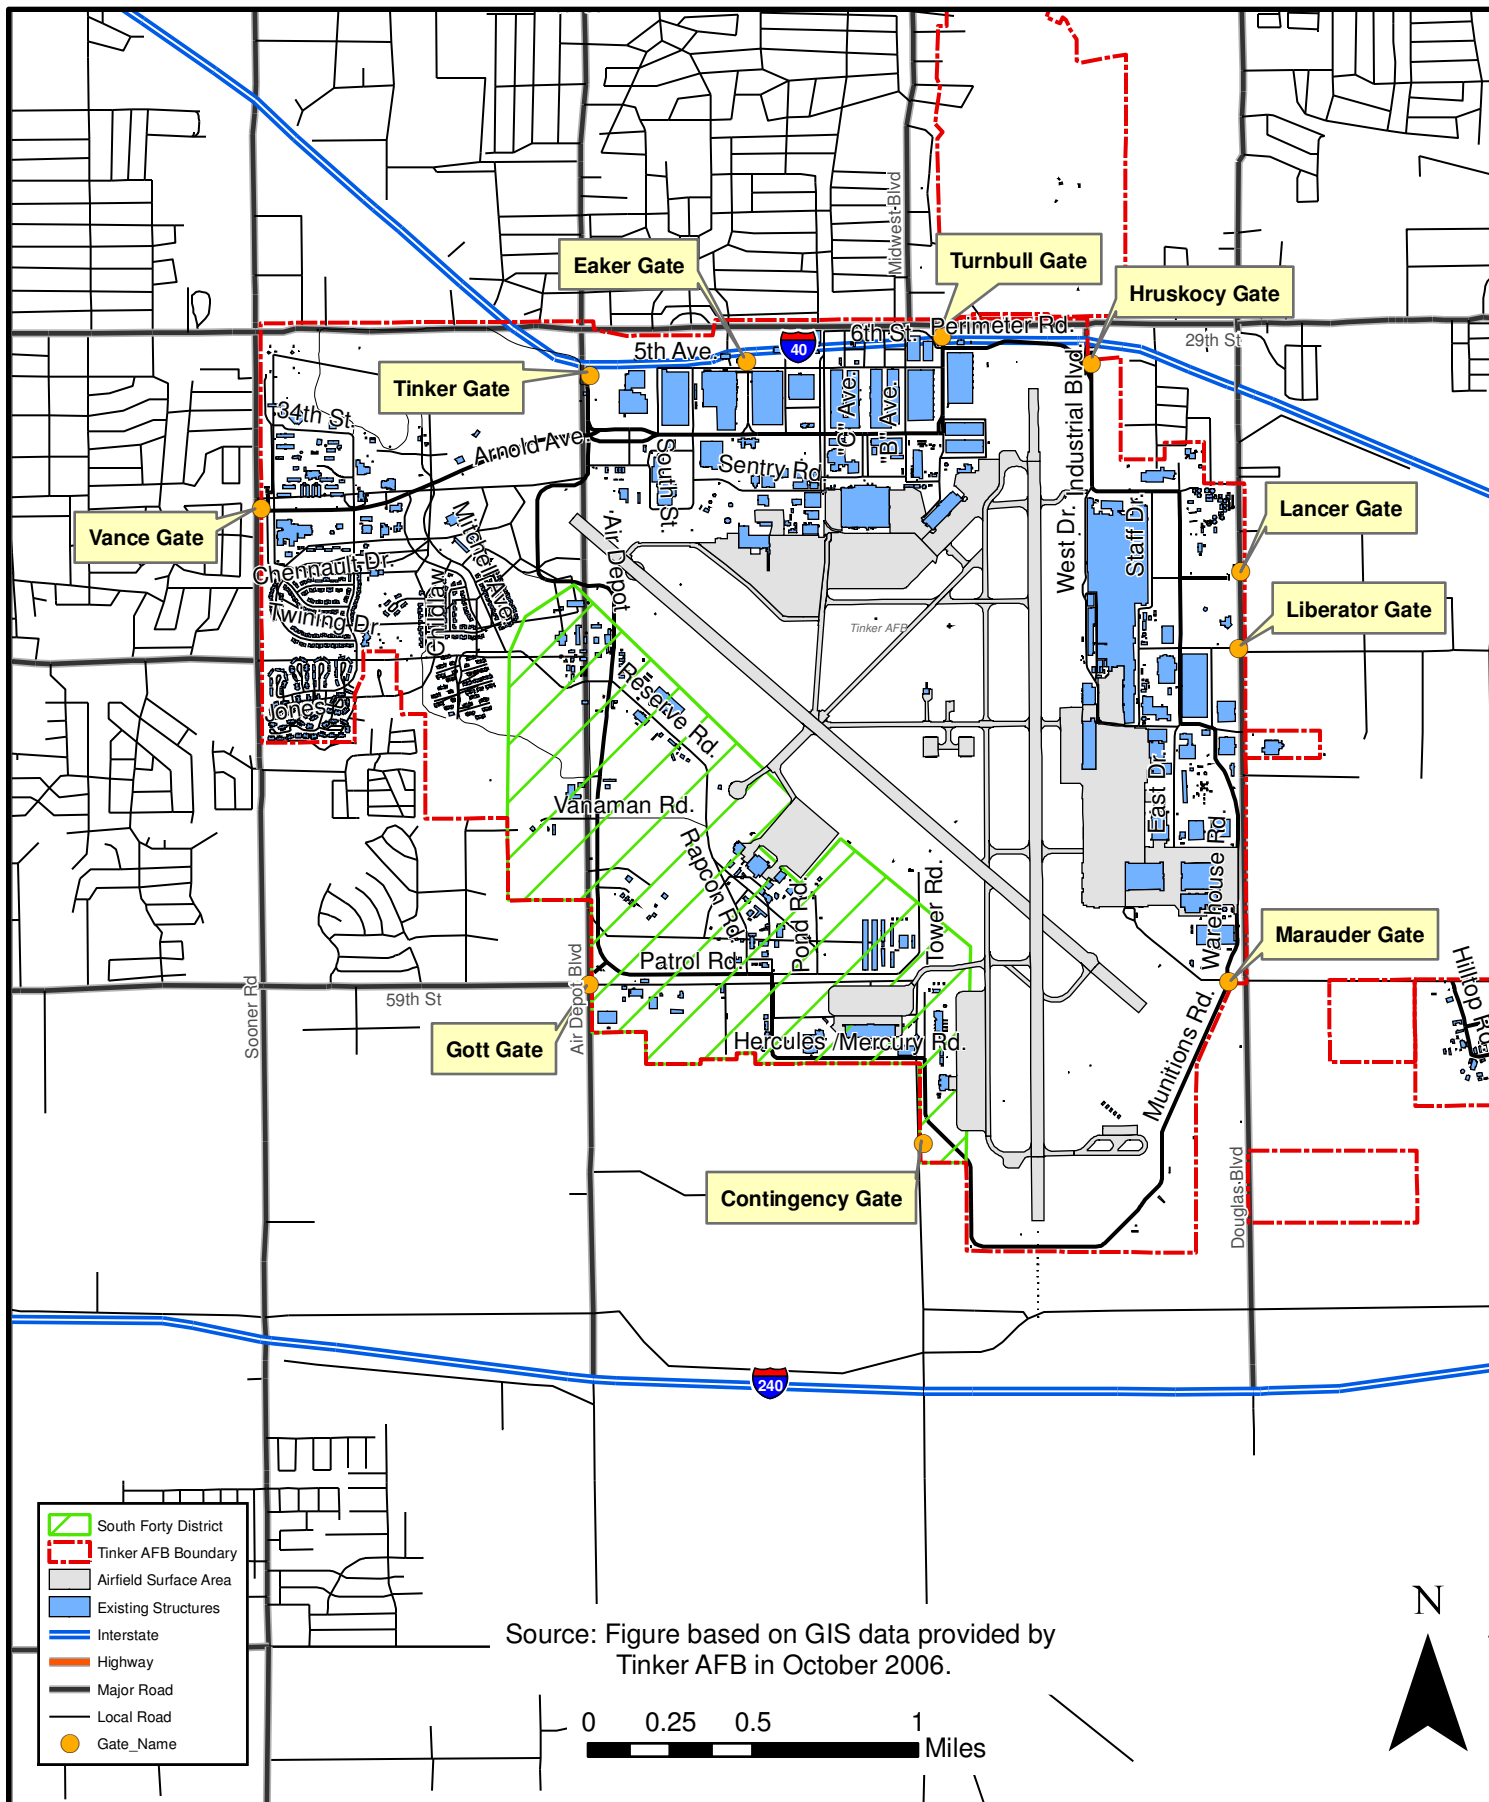 Midwest Blvd
Eaker Gate
Turnbull Gate
Hruskocy Gate
6th St.
Perimeter Rd.
29th St
5th Ave.
40
Tinker Gate
34th St.
Arnold Ave.
"C" Ave.
"B" Ave.
Industrial Blvd.
South St.
Sentry Rd.
Vance Gate
Lancer Gate
Mitchell Ave.
Air Depot
West Dr.
Staff Dr.
Chennault Dr.
Twining Dr.
Chidlaw
Liberator Gate
Tinker AFB
Reserve Rd.
Jones
Vanaman Rd.
East Dr.
Rapcon Rd.
Pond Rd.
Tower Rd.
Warehouse Rd.
Marauder Gate
Patrol Rd.
Hilltop
Sooner Rd
59th St
Air Depot Blvd
Gott Gate
Hercules /Mercury Rd.
Munitions Rd.
Contingency Gate
Douglas Blvd
240
South Forty District
Tinker AFB Boundary
Airfield Surface Area
Existing Structures
Interstate
Highway
Major Road
Local Road
Gate_Name
Source: Figure based on GIS data provided by
Tinker AFB in October 2006.
0 0.25 0.5 1
Miles
N